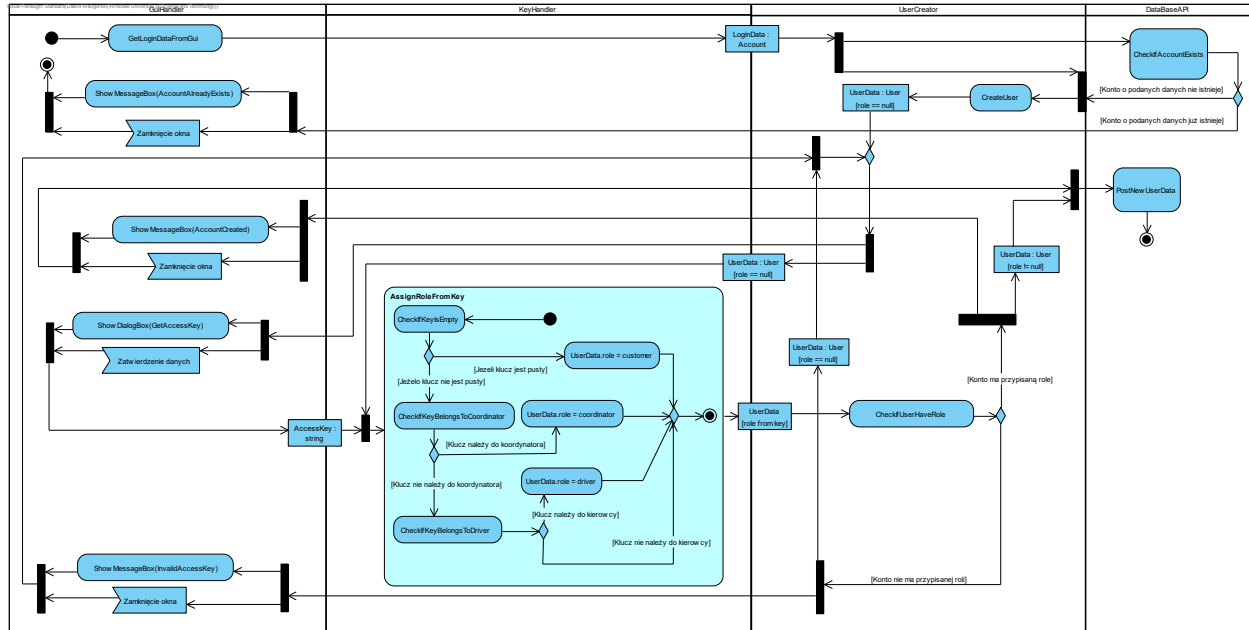 GuiHandler
KeyHandler
UserCreator
DataBaseAPI
GetLoginDataFromGui
LoginData :
Account
CheckIfAccountExists
Show MessageBox(AccountAlreadyExists)
Zamknięcie okna
UserData : User
[role == null]
CreateUser
[Konto o podanych danych nie istnieje]
[Konto o podanych danych już istnieje]
PostNewUserData
Show MessageBox(AccountCreated)
Zamknięcie okna
UserData : User
[role == null]
UserData : User
[role != null]
AssignRoleFromKey
CheckIfKeyIsEmpty
Show DialogBox(GetAccessKey)
Zatwierdzenie danych
UserData.role = customer
[Jezeli klucz jest pusty]
[Jeżelo klucz nie jest pusty]
UserData : User
[role == null]
[Konto ma przypisaną role]
AccessKey :
string
CheckIfKeyBelongsToCoordinator
UserData.role = coordinator
UserData
[role from key]
CheckIfUserHaveRole
[Klucz należy do koordynatora]
[Klucz nie należy do koordynatora]
UserData.role = driver
[Klucz należy do kierowcy]
CheckIfKeyBelongsToDriver
[Klucz nie należy do kierowcy]
Show MessageBox(InvalidAccessKey)
Zamknięcie okna
[Konto nie ma przypisanej roli]